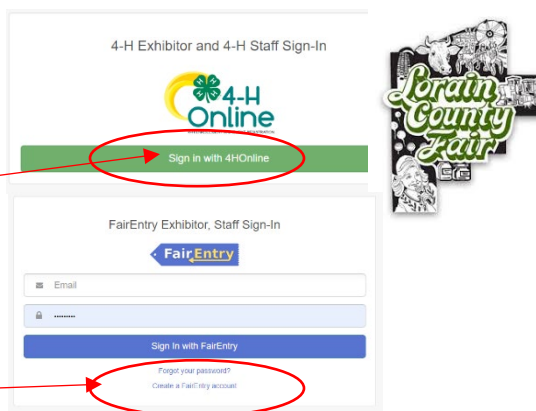 4-H Exhibitor and 4-H Staff Sign-In
4-H
Online
Sign in with 4HOnline
Lorain
County
Fair
FairEntry Exhibitor, Staff Sign-In
FairEntry
Email
........
Sign In with FairEntry
Forgot your password?
Create a FairEntry account